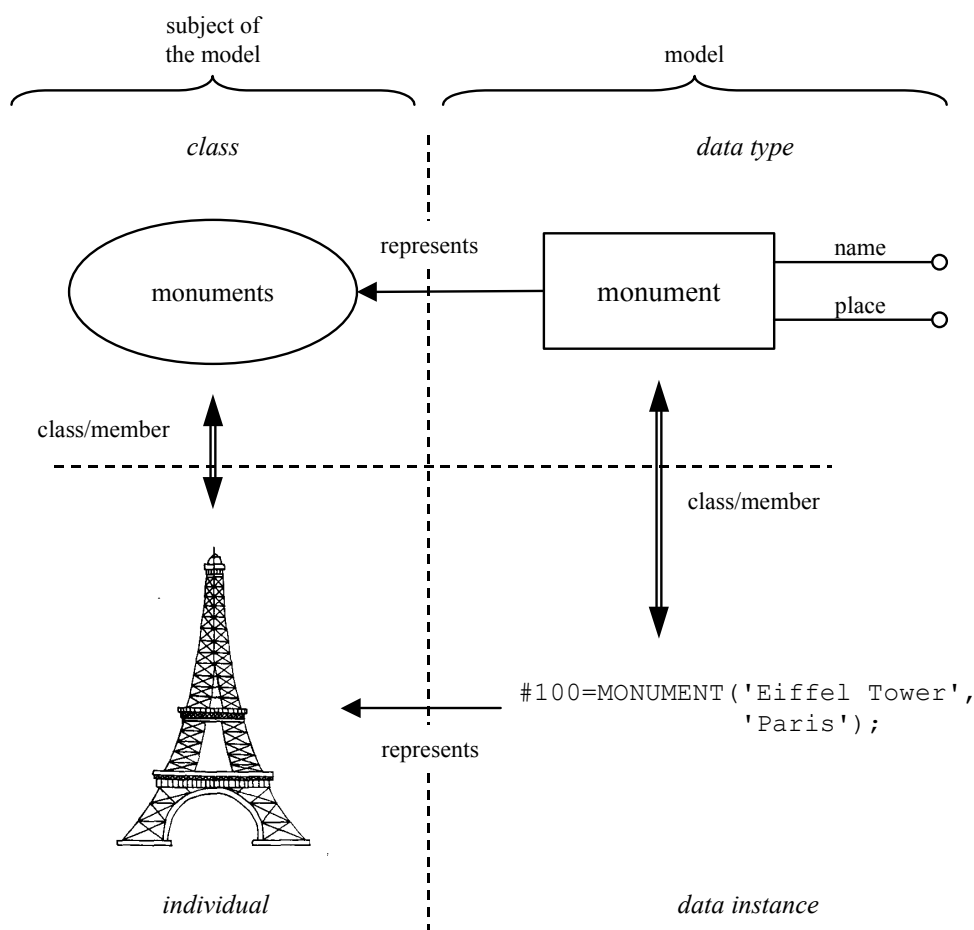 subject of
the model
model
class
data type
represents
name
monuments
monument
place
class/member
class/member
#100=MONUMENT('Eiffel Tower',
'Paris');
represents
individual
data instance